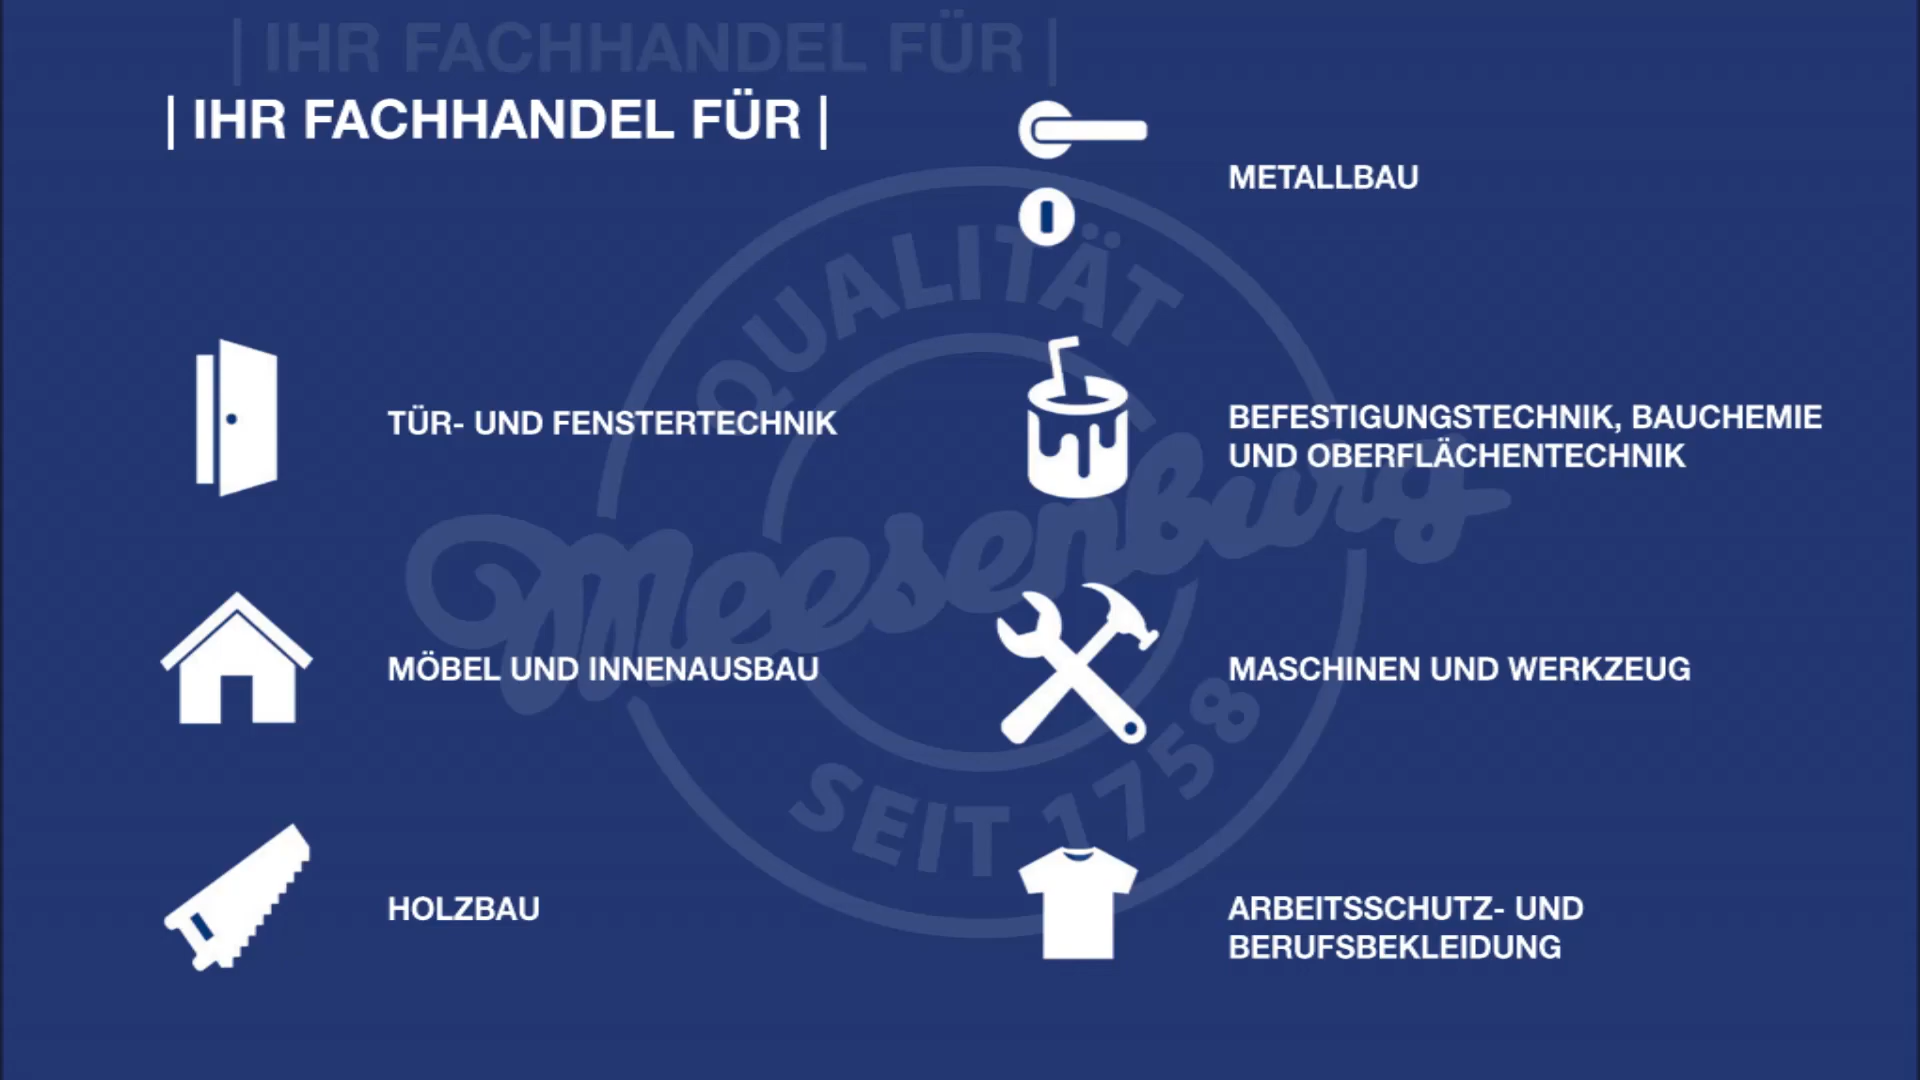 | IHR FACHHANDEL FÜR |
| IHR FACHHANDEL FÜR |
TÜR- UND FENSTERTECHNIK
MÖBEL UND INNENAUSBAU
HOLZBAU
METALLBAU
BEFESTIGUNGSTECHNIK, BAUCHEMIE
UND OBERFLÄCHENTECHNIK
MASCHINEN UND WERKZEUG
ARBEITSSCHUTZ- UND
BERUFSBEKLEIDUNG
QUALITÄT
Meesenburg
SEIT 1758